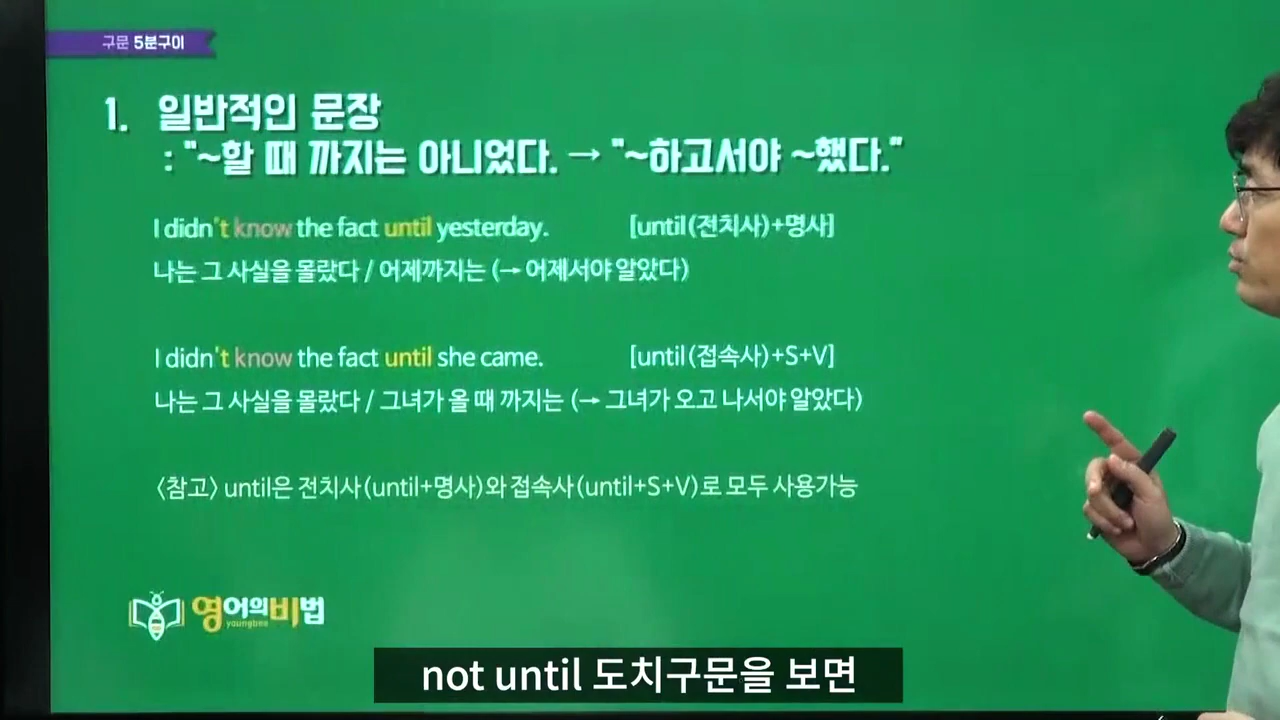 구문 5분구이
1. 일반적인 문장
: "~할 때 까지는 아니었다. → "~하고서야 ~했다."
I didn't know the fact until yesterday. [until(전치사)+명사]
나는 그 사실을 몰랐다 / 어제까지는 (→ 어제서야 알았다)
I didn't know the fact until she came. [until(접속사)+S+V]
나는 그 사실을 몰랐다 / 그녀가 올 때 까지는 (→ 그녀가 오고 나서야 알았다)
<참고> until은 전치사(until+명사)와 접속사(until+S+V)로 모두 사용가능
영어의비법
youngbee
not until 도치구문을 보면